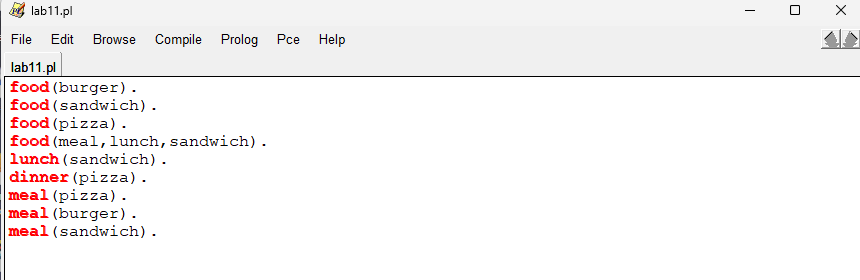 lab11.pl
File Edit Browse Compile Prolog Pce Help
lab11.pl
food(burger).
food(sandwich).
food(pizza).
food(meal,lunch,sandwich).
lunch(sandwich).
dinner(pizza).
meal(pizza).
meal(burger).
meal(sandwich).